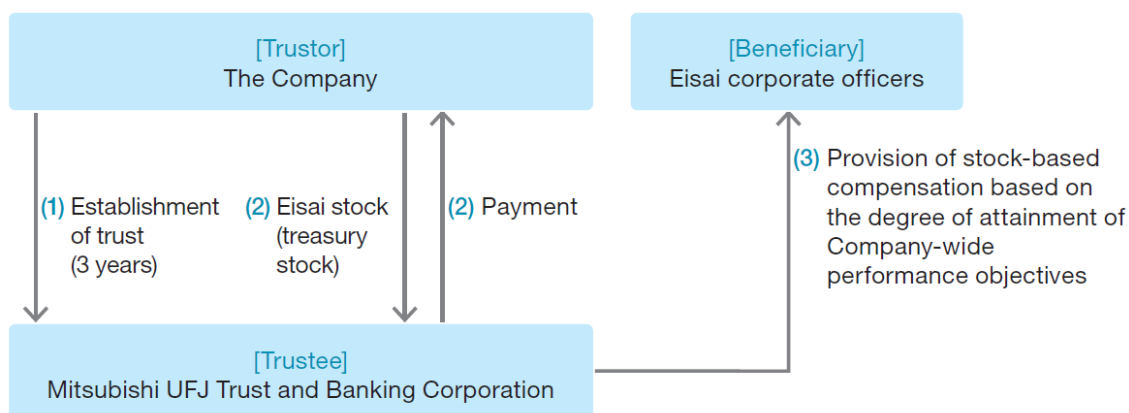 [Trustor]
The Company
[Beneficiary]
Eisai corporate officers
(1) Establishment
of trust
(3 years)
(2) Eisai stock
(treasury
stock)
(2) Payment
(3) Provision of stock-based
compensation based on
the degree of attainment of
Company-wide
performance objectives
[Trustee]
Mitsubishi UFJ Trust and Banking Corporation